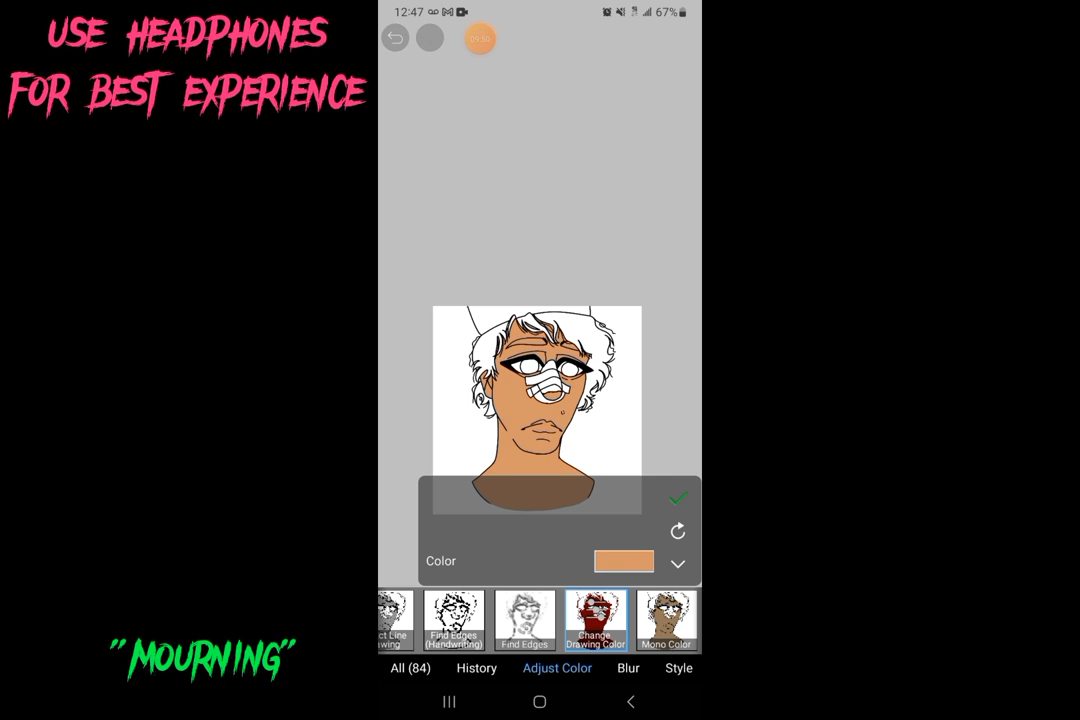 USE HEADPHONES
FOR BEST EXPERIENCE
12:47
67%
Color
ct Line
wing
Find Edges
(Handwriting)
Find Edges
Change
Drawing Color
Mono Color
All (84)
History
Adjust Color
Blur
Style
"MOURNING"